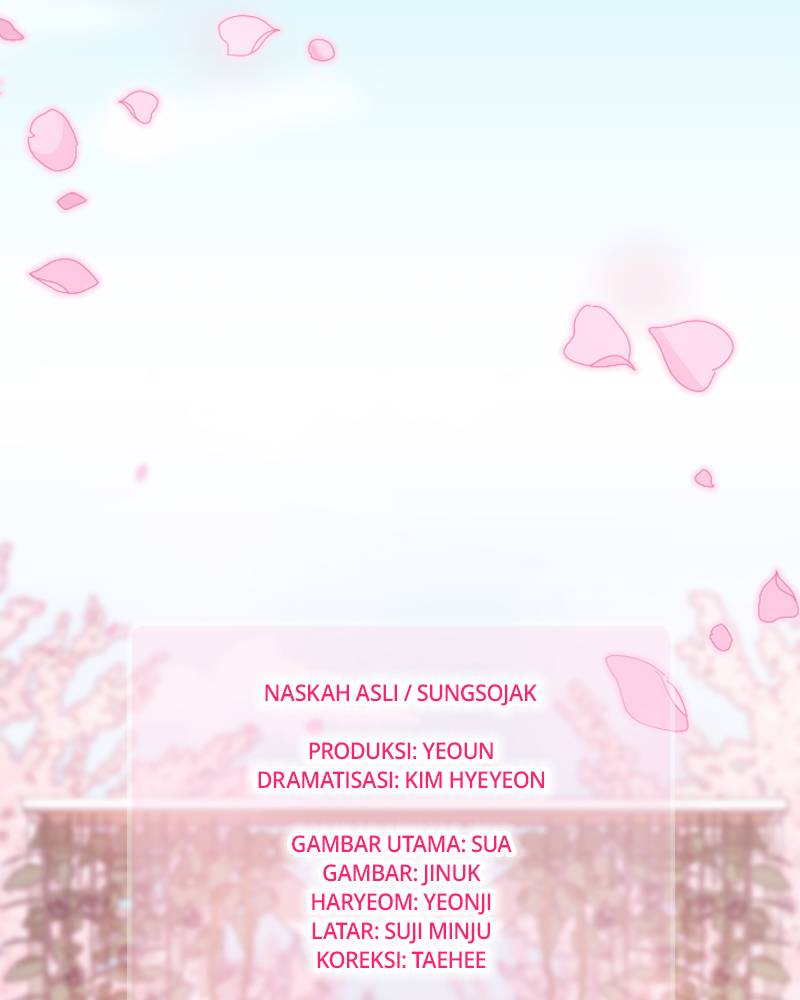 NASKAH ASLI / SUNGSOJAK
PRODUKSI: YEOUN
DRAMATISASI: KIM HYEYEON
GAMBAR UTAMA: SUA
GAMBAR: JINUK
HARYEOM: YEONJI
LATAR: SUJI MINJU
KOREKSI: TAEHEE